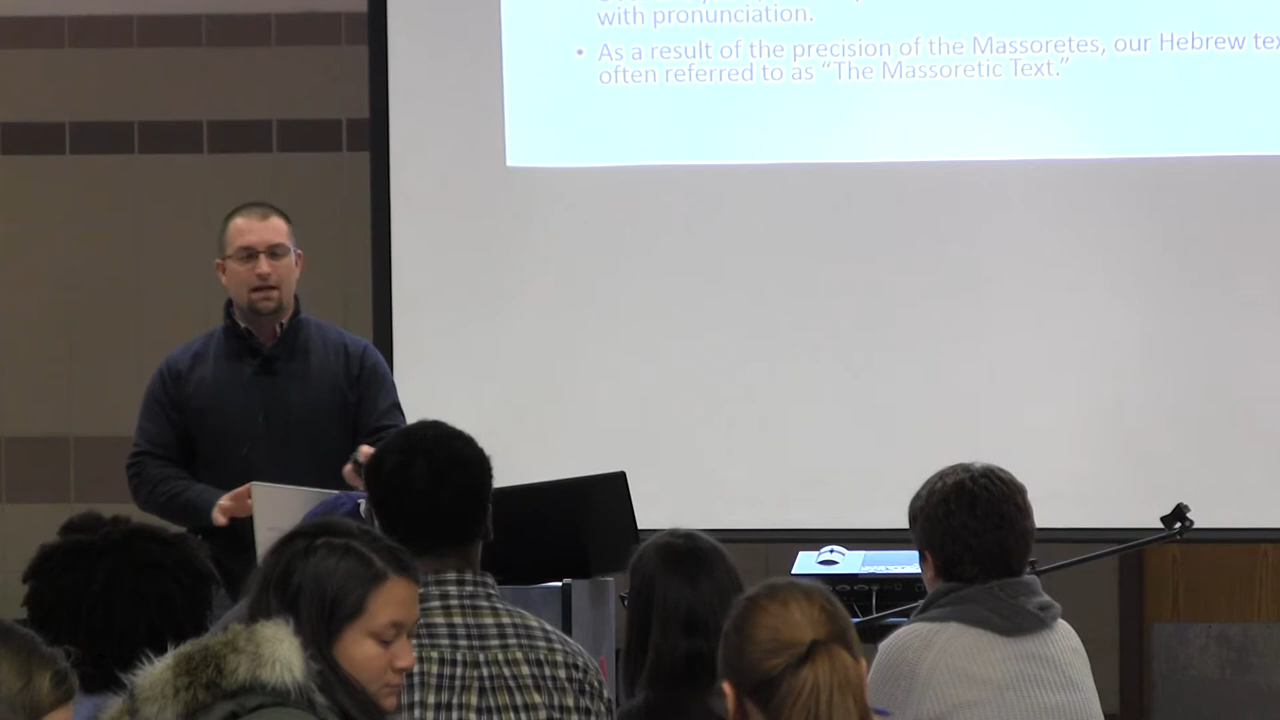 with pronunciation.
• As a result of the precision of the Massoretes, our Hebrew
often referred to as “The Massoretic Text.”